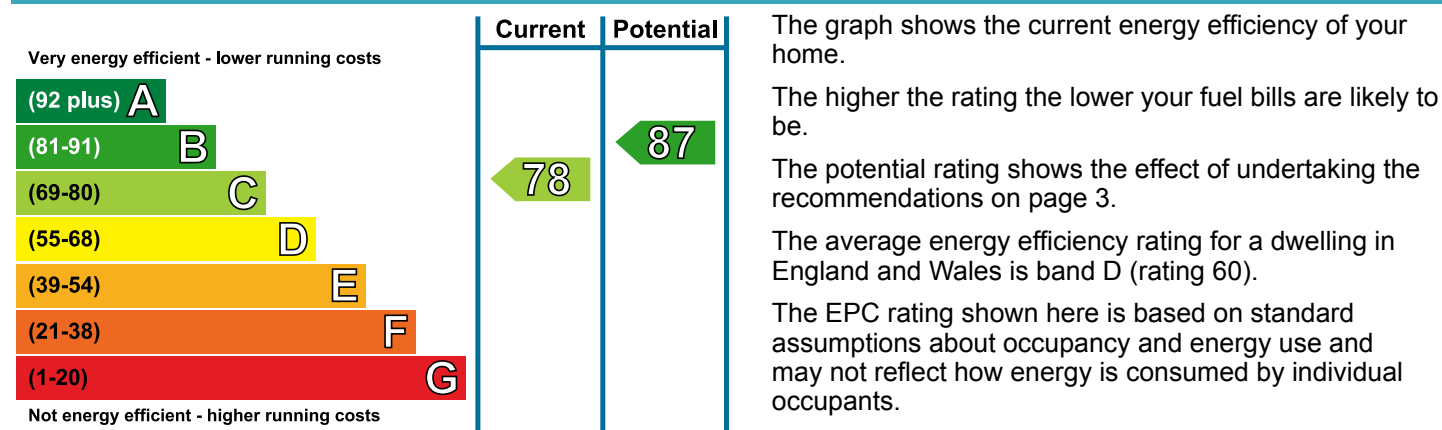 Current Potential
Very energy efficient - lower running costs
(92 plus) A
(81-91) B
(69-80) C
(55-68) D
(39-54) E
(21-38) F
(1-20) G
Not energy efficient - higher running costs
78
87
The graph shows the current energy efficiency of your
home.
The higher the rating the lower your fuel bills are likely to
be.
The potential rating shows the effect of undertaking the
recommendations on page 3.
The average energy efficiency rating for a dwelling in
England and Wales is band D (rating 60).
The EPC rating shown here is based on standard
assumptions about occupancy and energy use and
may not reflect how energy is consumed by individual
occupants.